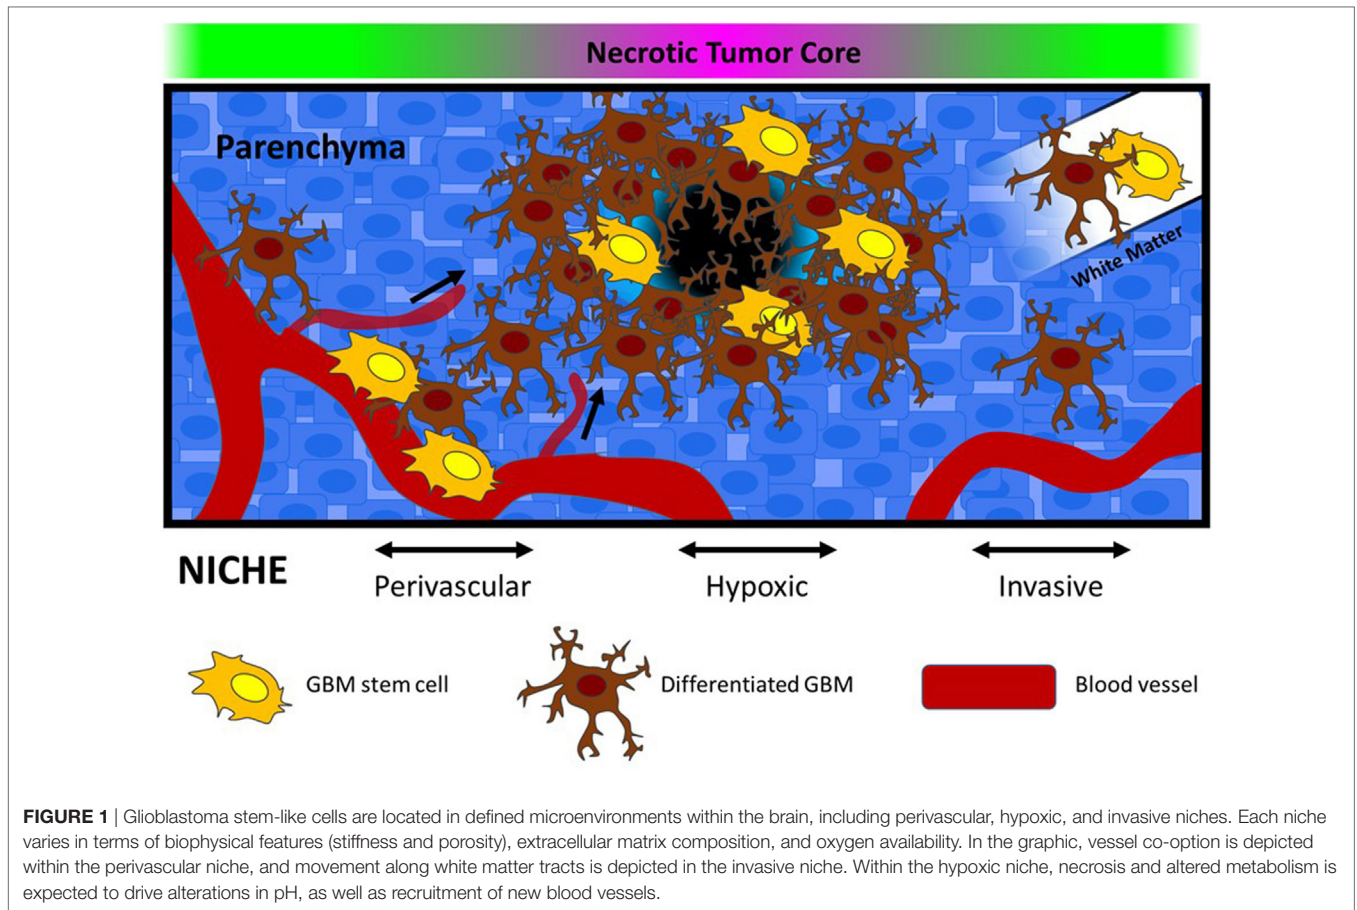 Necrotic Tumor Core
Parenchyma
White Matter
NICHE
Perivascular
Hypoxic
Invasive
GBM stem cell
Differentiated GBM
Blood vessel
FIGURE 1 | Glioblastoma stem-like cells are located in defined microenvironments within the brain, including perivascular, hypoxic, and invasive niches. Each niche
varies in terms of biophysical features (stiffness and porosity), extracellular matrix composition, and oxygen availability. In the graphic, vessel co-option is depicted
within the perivascular niche, and movement along white matter tracts is depicted in the invasive niche. Within the hypoxic niche, necrosis and altered metabolism is
expected to drive alterations in pH, as well as recruitment of new blood vessels.